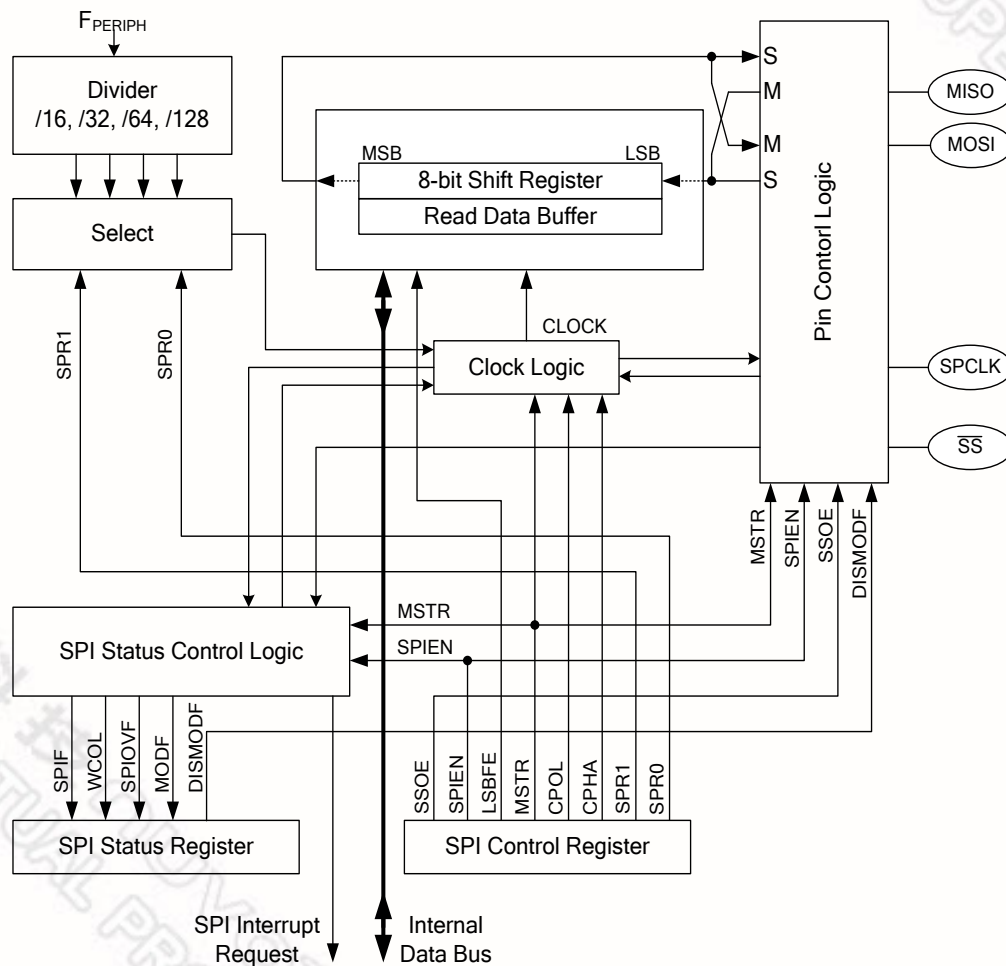 F_PERIPH
Divider
/16, /32, /64, /128
Select
SPR1
SPR0
MSB
LSB
8-bit Shift Register
Read Data Buffer
CLOCK
Clock Logic
S
M
M
S
Pin Contorl Logic
MISO
MOSI
SPCLK
SS
MSTR
SPIEN
SSOE
DISMODF
MSTR
SPIEN
SPI Status Control Logic
SPIF
WCOL
SPIOVF
MODF
DISMODF
SPI Status Register
SSOE
SPIEN
LSBFE
MSTR
CPOL
CPHA
SPR1
SPR0
SPI Control Register
SPI Interrupt
Request
Internal
Data Bus